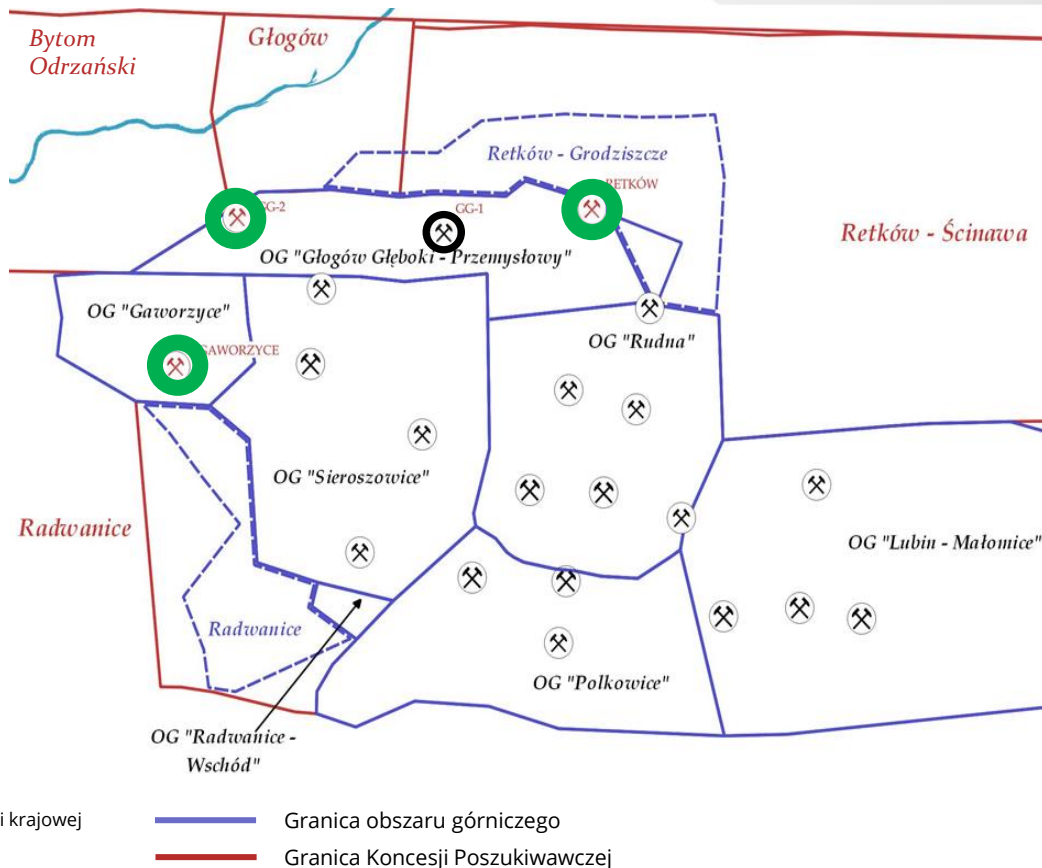 Bytom
Odrzański
Głogów
Retków - Grodziszcze
RETKÓW
GG-2
GG-1
Retków - Ścinawa
OG "Głogów Głęboki - Przemysłowy"
OG "Gaworzyce"
OG "Rudna"
GAWORZYCE
OG "Sieroszowice"
Radwanice
OG "Lubin - Małomice"
Radwanice
OG "Polkowice"
OG "Radwanice -
Wschód"
i krajowej
Granica obszaru górniczego
Granica Koncesji Poszukiwawczej